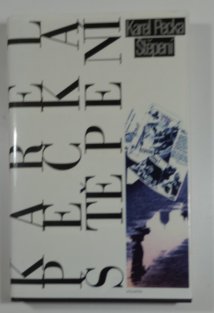 Karel Pecka
Štěpení
KAREL
PECKA
ŠTĚPENÍ